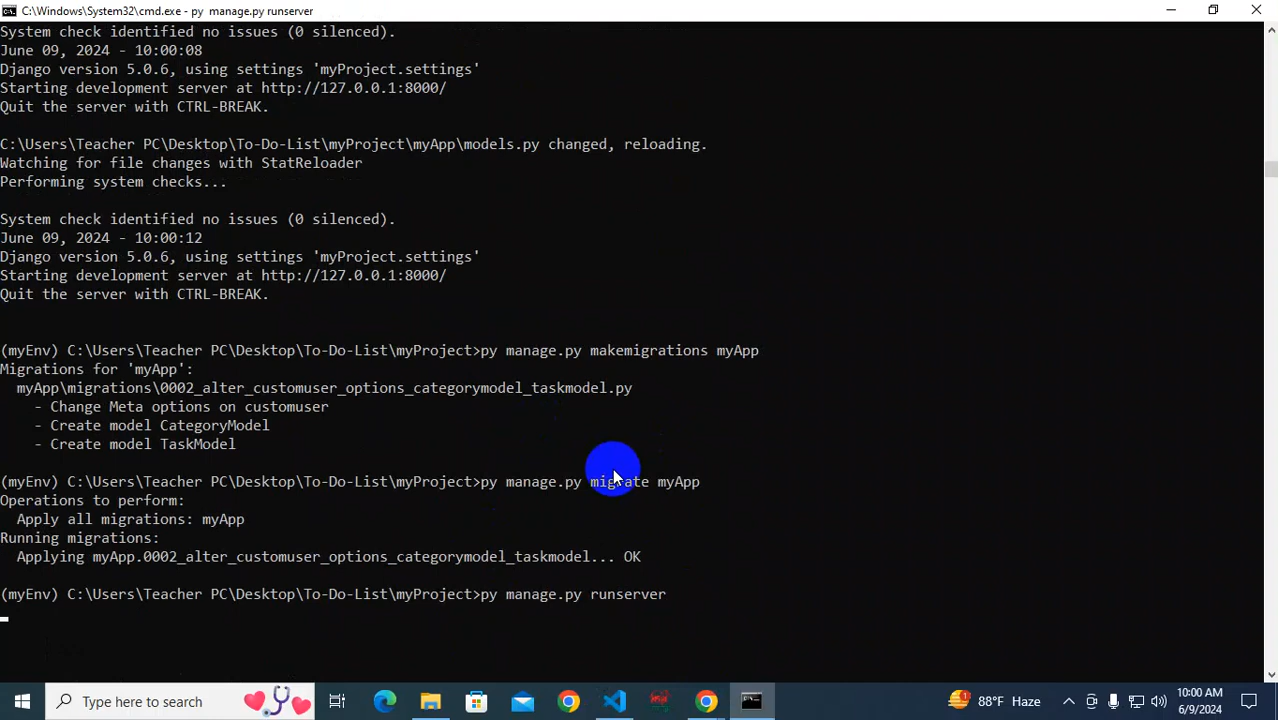 C:\Windows\System32\cmd.exe - py manage.py runserver
System check identified no issues (0 silenced).
June 09, 2024 - 10:00:08
Django version 5.0.6, using settings 'myProject.settings'
Starting development server at http://127.0.0.1:8000/
Quit the server with CTRL-BREAK.
C:\Users\Teacher PC\Desktop\To-Do-List\myProject\myApp\models.py changed, reloading.
Watching for file changes with StatReloader
Performing system checks...
System check identified no issues (0 silenced).
June 09, 2024 - 10:00:12
Django version 5.0.6, using settings 'myProject.settings'
Starting development server at http://127.0.0.1:8000/
Quit the server with CTRL-BREAK.
(myEnv) C:\Users\Teacher PC\Desktop\To-Do-List\myProject>py manage.py makemigrations myApp
Migrations for 'myApp':
  myApp\migrations\0002_alter_customuser_options_categorymodel_taskmodel.py
    - Change Meta options on customuser
    - Create model CategoryModel
    - Create model TaskModel
(myEnv) C:\Users\Teacher PC\Desktop\To-Do-List\myProject>py manage.py migrate myApp
Operations to perform:
  Apply all migrations: myApp
Running migrations:
  Applying myApp.0002_alter_customuser_options_categorymodel_taskmodel... OK
(myEnv) C:\Users\Teacher PC\Desktop\To-Do-List\myProject>py manage.py runserver
Type here to search
88°F Haze
10:00 AM
6/9/2024